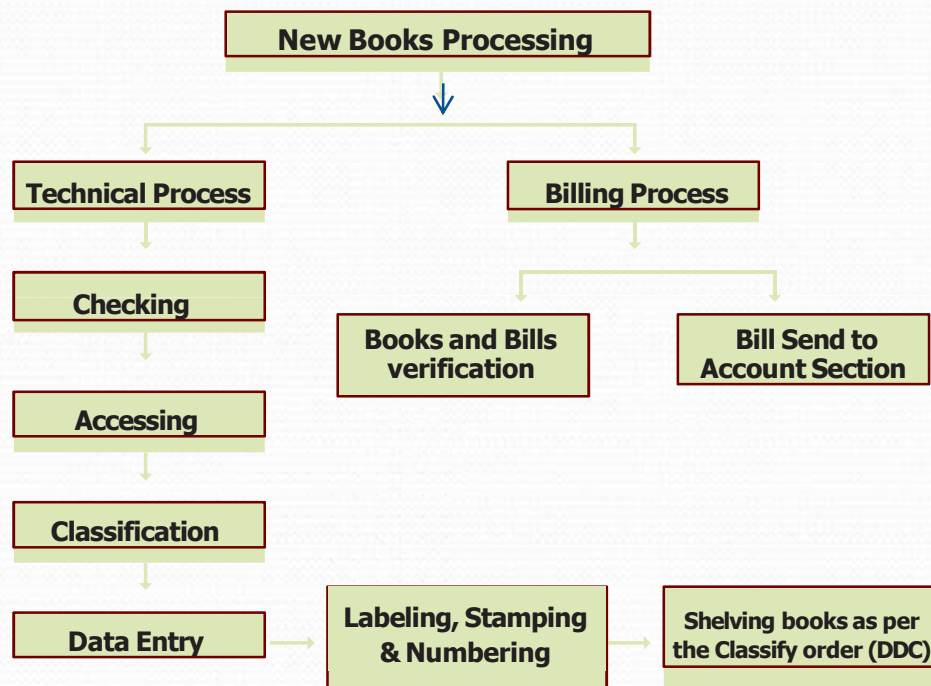 New Books Processing
Technical Process
Billing Process
Checking
Books and Bills
verification
Bill Send to
Account Section
Accessing
Classification
Data Entry
Labeling, Stamping
& Numbering
Shelving books as per
the Classify order (DDC)